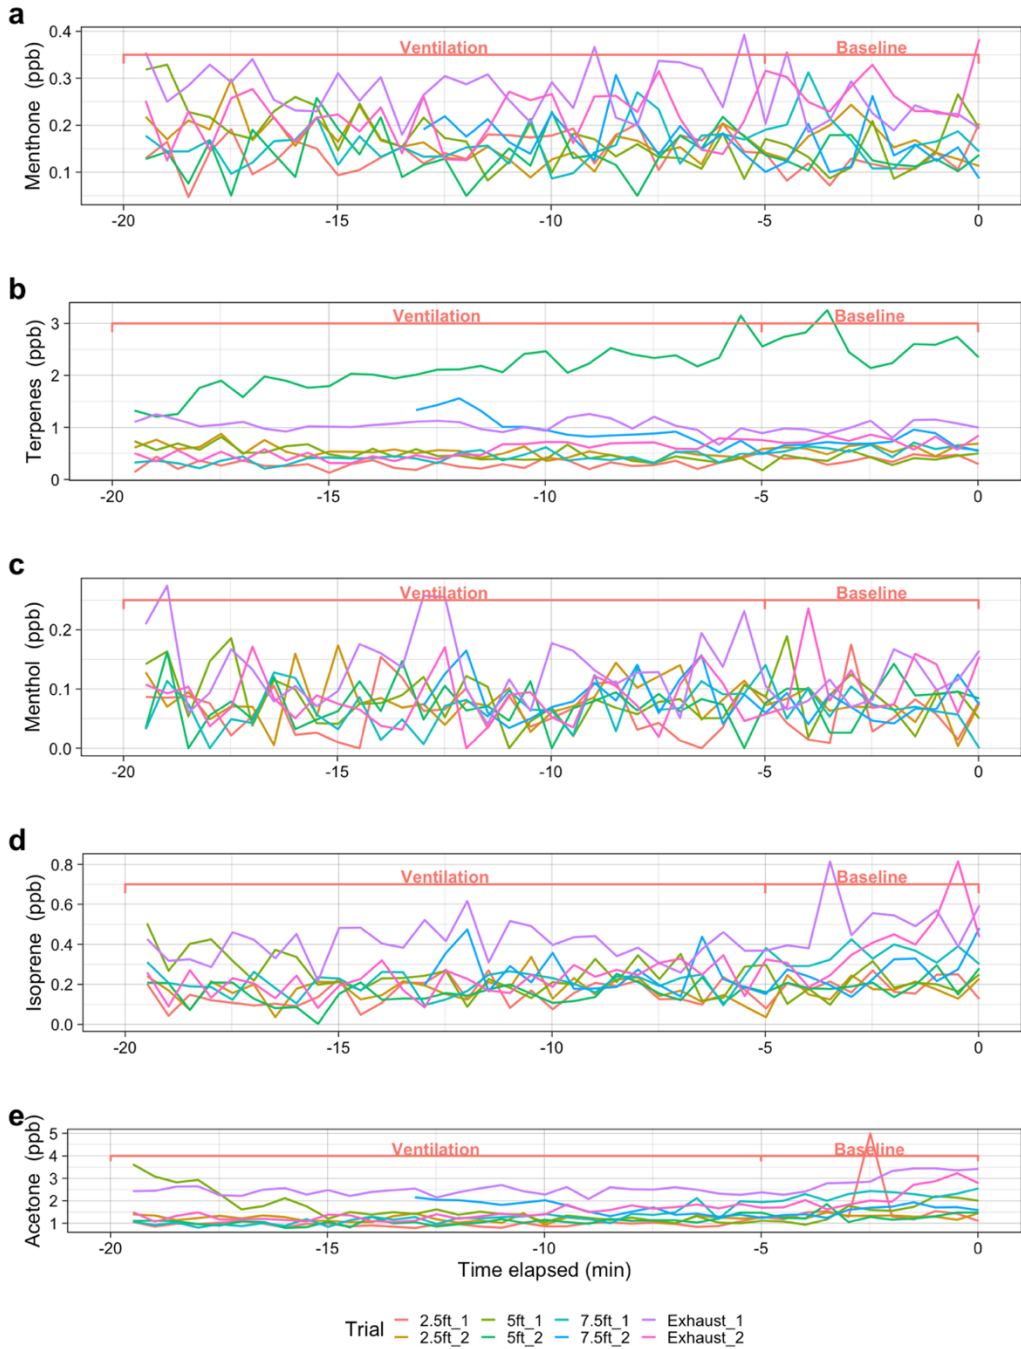 a
Menthone (ppb)
0.4
0.3
0.2
0.1
Ventilation
Baseline
-20
-15
-10
-5
0
b
Terpenes (ppb)
3
2
1
0
Ventilation
Baseline
-20
-15
-10
-5
0
c
Menthol (ppb)
0.2
0.1
0.0
Ventilation
Baseline
-20
-15
-10
-5
0
d
Isoprene (ppb)
0.8
0.6
0.4
0.2
0.0
Ventilation
Baseline
-20
-15
-10
-5
0
e
Acetone (ppb)
5
4
3
2
1
Ventilation
Baseline
-20
-15
-10
-5
0
Time elapsed (min)
Trial
2.5ft_1
5ft_1
7.5ft_1
Exhaust_1
2.5ft_2
5ft_2
7.5ft_2
Exhaust_2